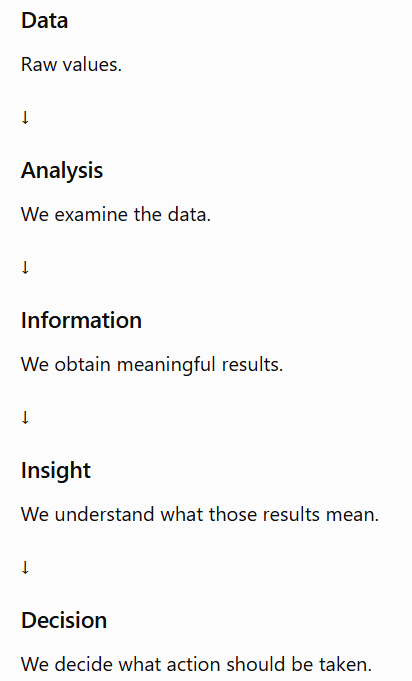 Data
Raw values.
↓
Analysis
We examine the data.
↓
Information
We obtain meaningful results.
↓
Insight
We understand what those results mean.
↓
Decision
We decide what action should be taken.